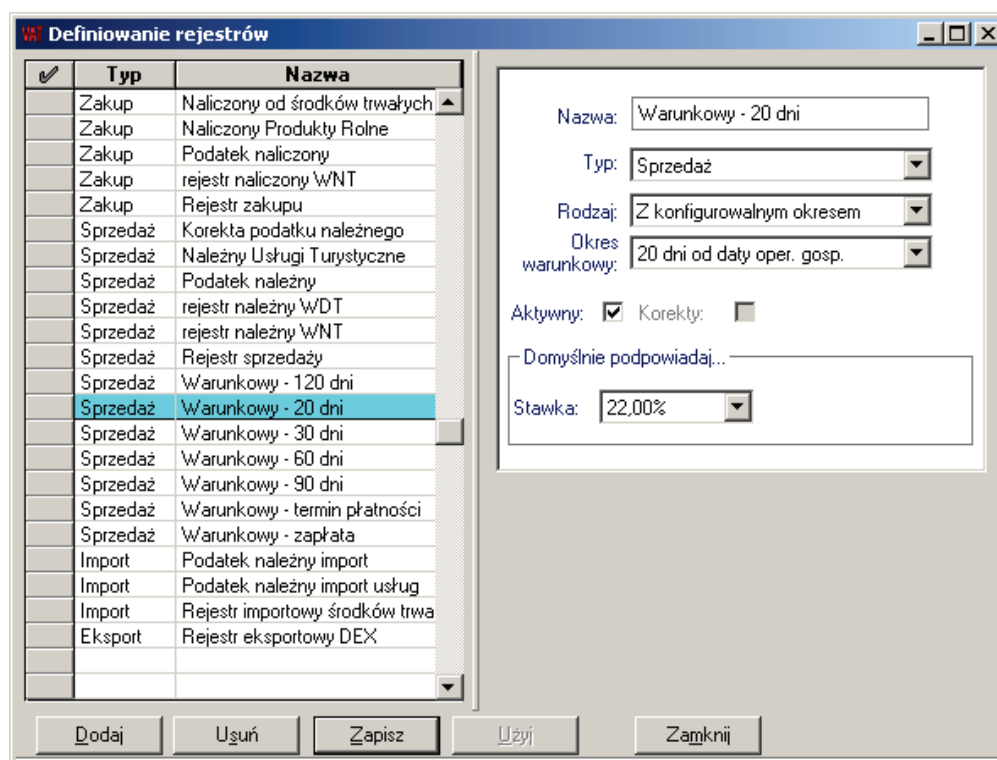 VAT Definiowanie rejestrów
Typ Nazwa
Zakup Naliczony od środków trwałych
Zakup Naliczony Produkty Rolne
Zakup Podatek naliczony
Zakup rejestr naliczony WNT
Zakup Rejestr zakupu
Sprzedaż Korekta podatku należnego
Sprzedaż Należny Usługi Turystyczne
Sprzedaż Podatek należny
Sprzedaż rejestr należny WDT
Sprzedaż rejestr należny WNT
Sprzedaż Rejestr sprzedaży
Sprzedaż Warunkowy - 120 dni
Sprzedaż Warunkowy - 20 dni
Sprzedaż Warunkowy - 30 dni
Sprzedaż Warunkowy - 60 dni
Sprzedaż Warunkowy - 90 dni
Sprzedaż Warunkowy - termin płatności
Sprzedaż Warunkowy - zapłata
Import Podatek należny import
Import Podatek należny import usług
Import Rejestr importowy środków trwa
Eksport Rejestr eksportowy DEX
Nazwa: Warunkowy - 20 dni
Typ: Sprzedaż
Rodzaj: Z konfigurowalnym okresem
Okres
warunkowy: 20 dni od daty oper. gosp.
Aktywny: Korekty:
Domyślnie podpowiadaj...
Stawka: 22,00%
Dodaj Usuń Zapisz Użyj Zamknij